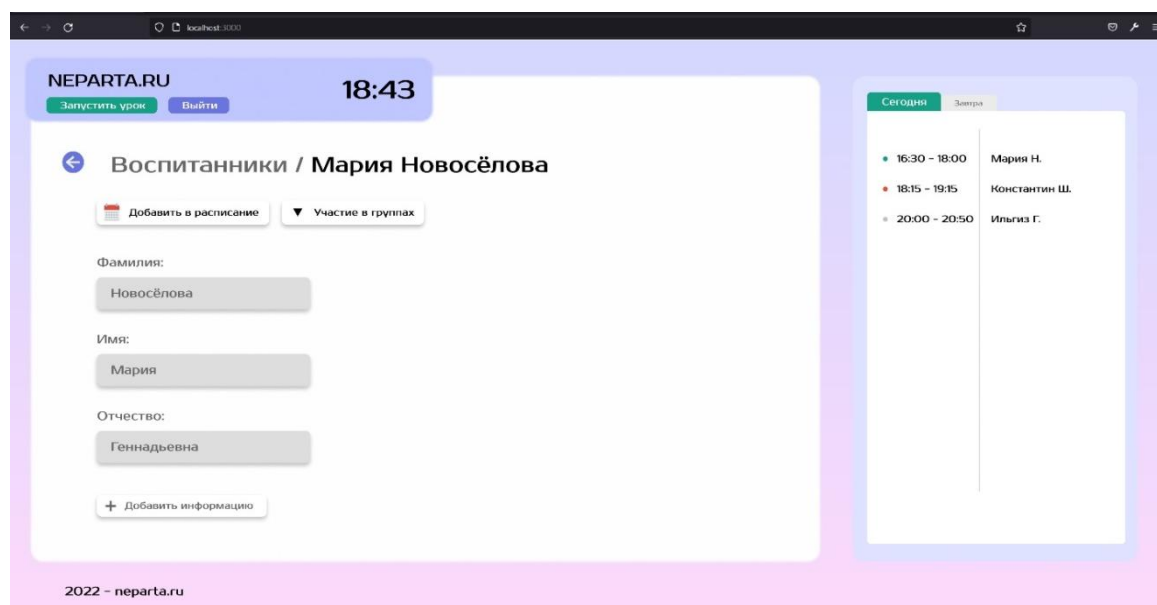 localhost:3000
NEPARTA.RU
18:43
Запустить урок
Выйти
Воспитанники / Мария Новосёлова
Добавить в расписание
Участие в группах
Фамилия:
Новосёлова
Имя:
Мария
Отчество:
Геннадьевна
Добавить информацию
Сегодня
Завтра
16:30 - 18:00 Мария Н.
18:15 - 19:15 Константин Ш.
20:00 - 20:50 Ильгиз Г.
2022 - neparta.ru